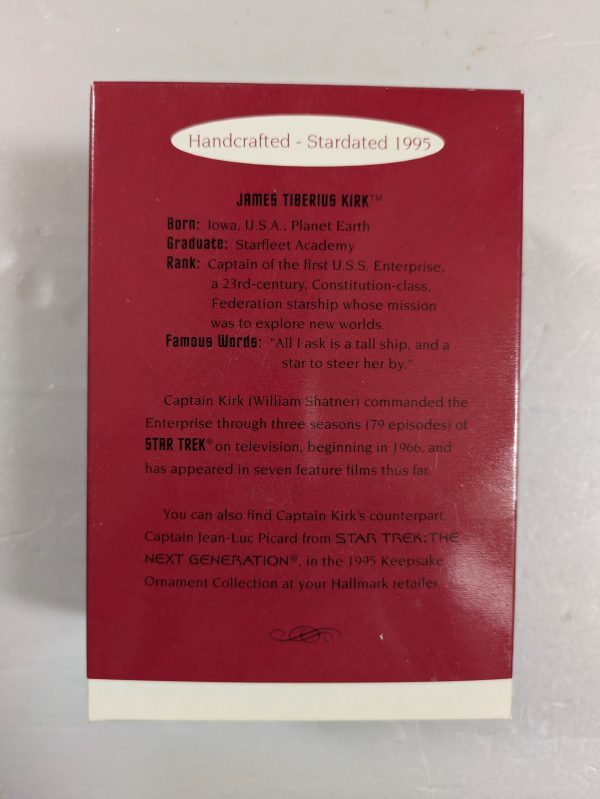 Handcrafted - Stardated 1995
JAMES TIBERIUS KIRK™
Born: Iowa, U.S.A., Planet Earth
Graduate: Starfleet Academy
Rank: Captain of the first U.S.S. Enterprise,
a 23rd-century, Constitution-class,
Federation starship whose mission
was to explore new worlds.
Famous Words: "All I ask is a tall ship, and a
star to steer her by."
Captain Kirk (William Shatner) commanded the
Enterprise through three seasons (79 episodes) of
STAR TREK® on television, beginning in 1966, and
has appeared in seven feature films thus far.
You can also find Captain Kirk's counterpart,
Captain Jean-Luc Picard from STAR TREK: THE
NEXT GENERATION®, in the 1995 Keepsake
Ornament Collection at your Hallmark retailer.